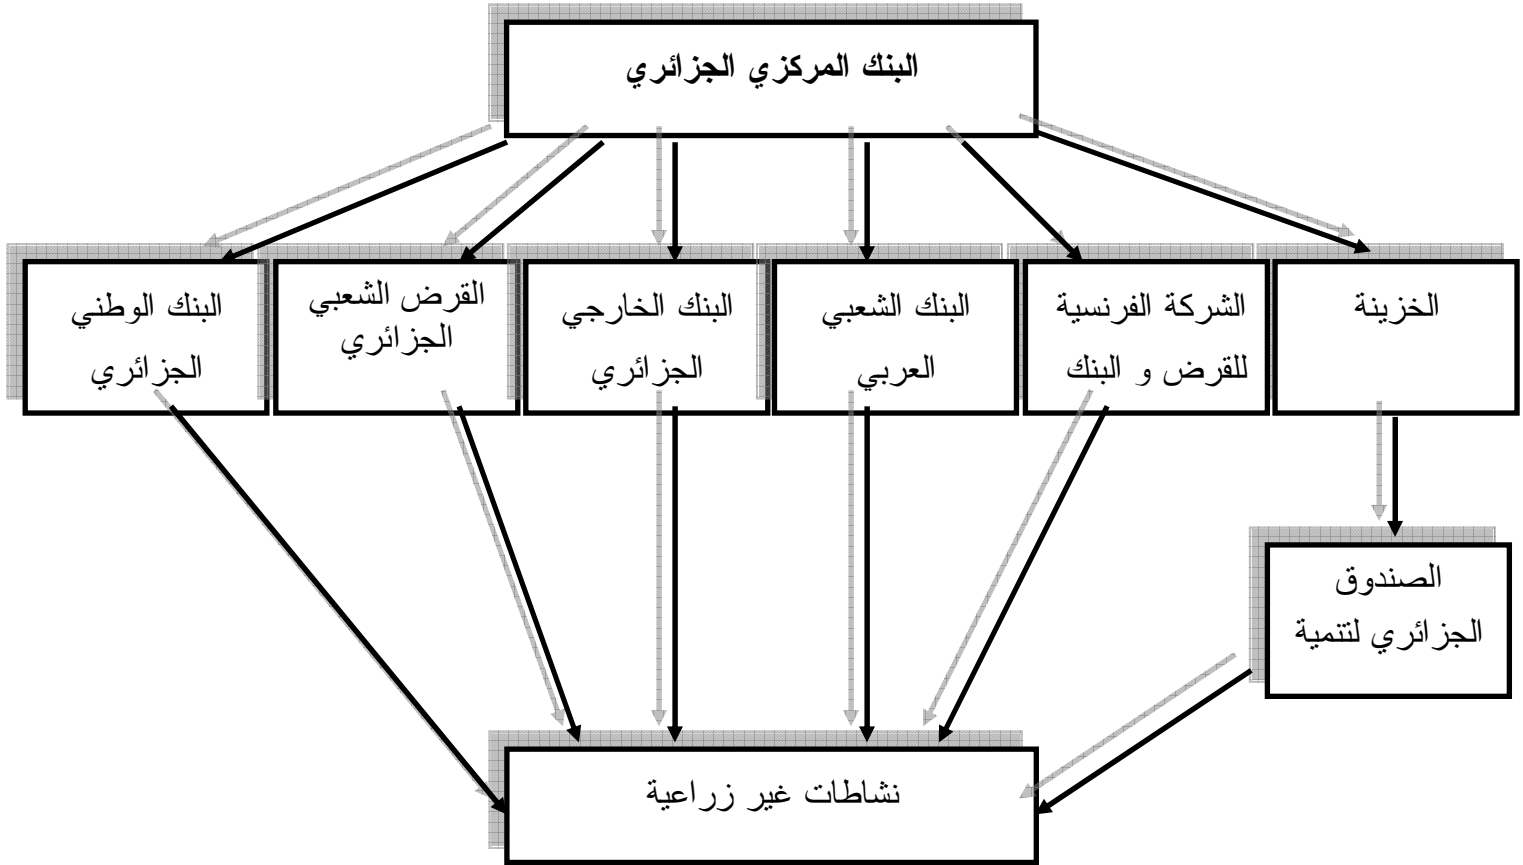 البنك المركزي الجزائري
الخزينة
الشركة الفرنسية
للقرض و البنك
البنك الشعبي
العربي
البنك الخارجي
الجزائري
القرض الشعبي
الجزائري
البنك الوطني
الجزائري
الصندوق
الجزائري لتنمية
نشاطات غير زراعية